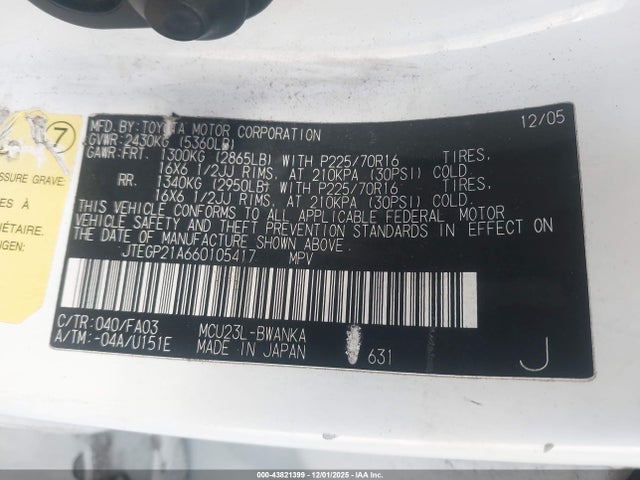 7
ESSURE GRAVE:
ES À
IÉTAIRE.
NGEN:
MFD. BY: TOYOTA MOTOR CORPORATION 12/05
GVWR: 2430KG (5360LB)
GAWR: FRT. 1300KG (2865LB) WITH P225/70R16 TIRES,
16X6 1/2JJ RIMS, AT 210KPA (30PSI) COLD
RR. 1340KG (2950LB) WITH P225/70R16 TIRES,
16X6 1/2JJ RIMS, AT 210KPA (30PSI) COLD.
THIS VEHICLE CONFORMS TO ALL APPLICABLE FEDERAL MOTOR
VEHICLE SAFETY AND THEFT PREVENTION STANDARDS IN EFFECT ON
THE DATE OF MANUFACTURE SHOWN ABOVE.
JTEGP21A660105417 MPV
C/TR: 040/FA03 MCU23L-BWANKA
A/TM: -04A/U151E MADE IN JAPAN 631 J
000-43821399 • 12/01/2025 • IAAI.com